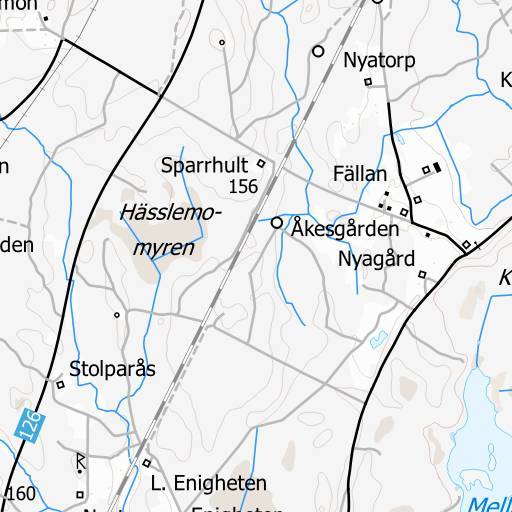 Nyatorp
Sparrhult
156
Fällan
Hässlemo-
myren
Åkesgården
Nyagård
Stolparås
126
L. Enigheten
160